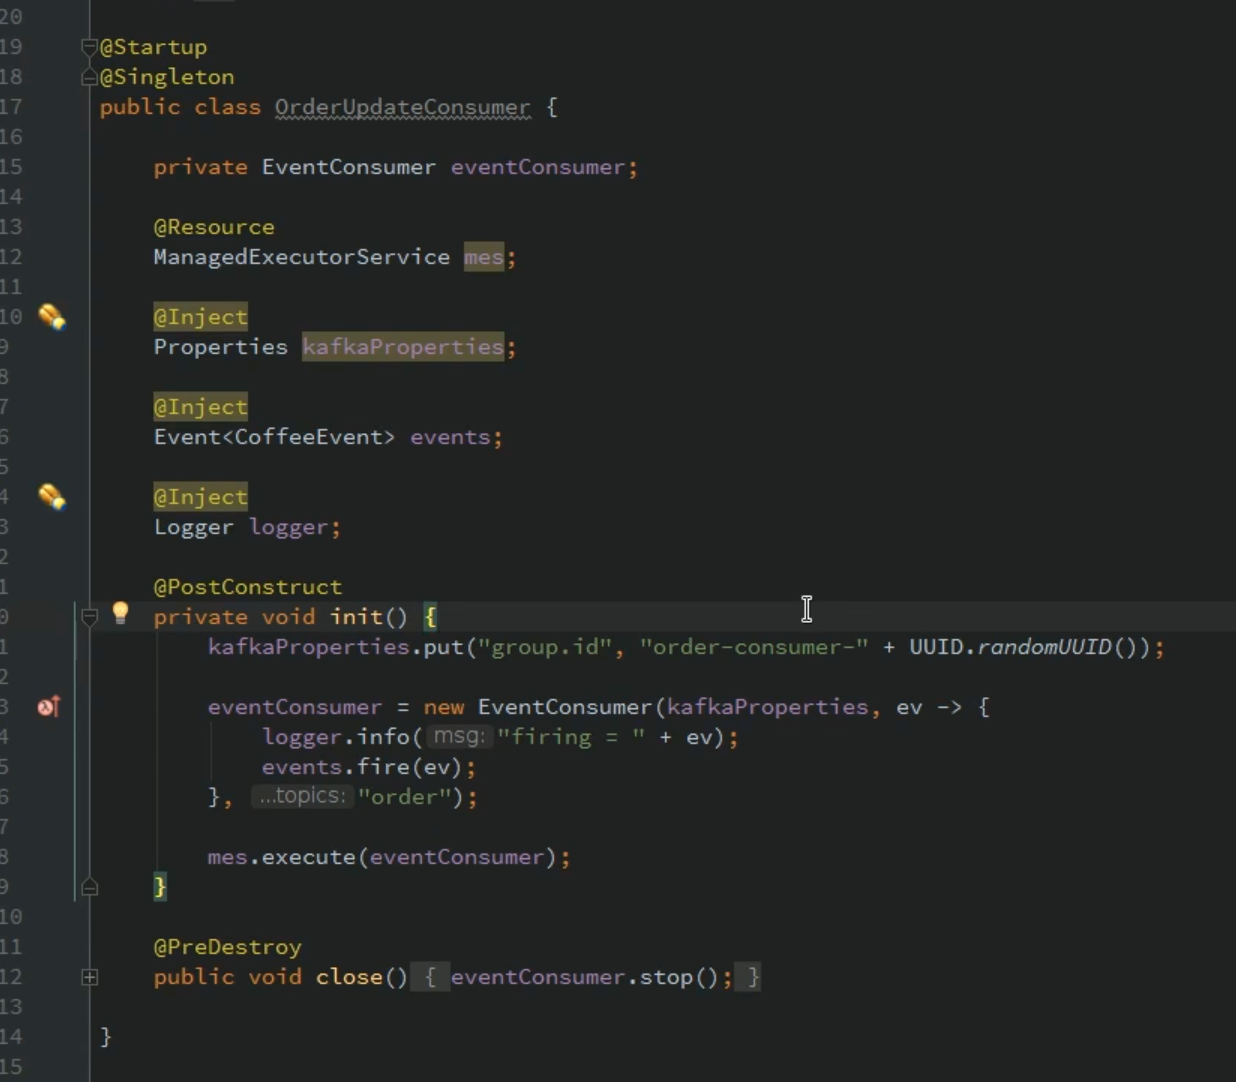 20
19 @Startup
18 @Singleton
17 public class OrderUpdateConsumer {
16
15 private EventConsumer eventConsumer;
14
13 @Resource
12 ManagedExecutorService mes;
11
10 @Inject
9 Properties kafkaProperties;
8
7 @Inject
6 Event<CoffeeEvent> events;
5
4 @Inject
3 Logger logger;
2
1 @PostConstruct
0 private void init() {
1 kafkaProperties.put("group.id", "order-consumer-" + UUID.randomUUID());
2
3 eventConsumer = new EventConsumer(kafkaProperties, ev -> {
4 logger.info( msg: "firing = " + ev);
5 events.fire(ev);
6 }, ...topics: "order");
7
8 mes.execute(eventConsumer);
9 }
10
11 @PreDestroy
12 public void close() { eventConsumer.stop(); }
13
14 }
15